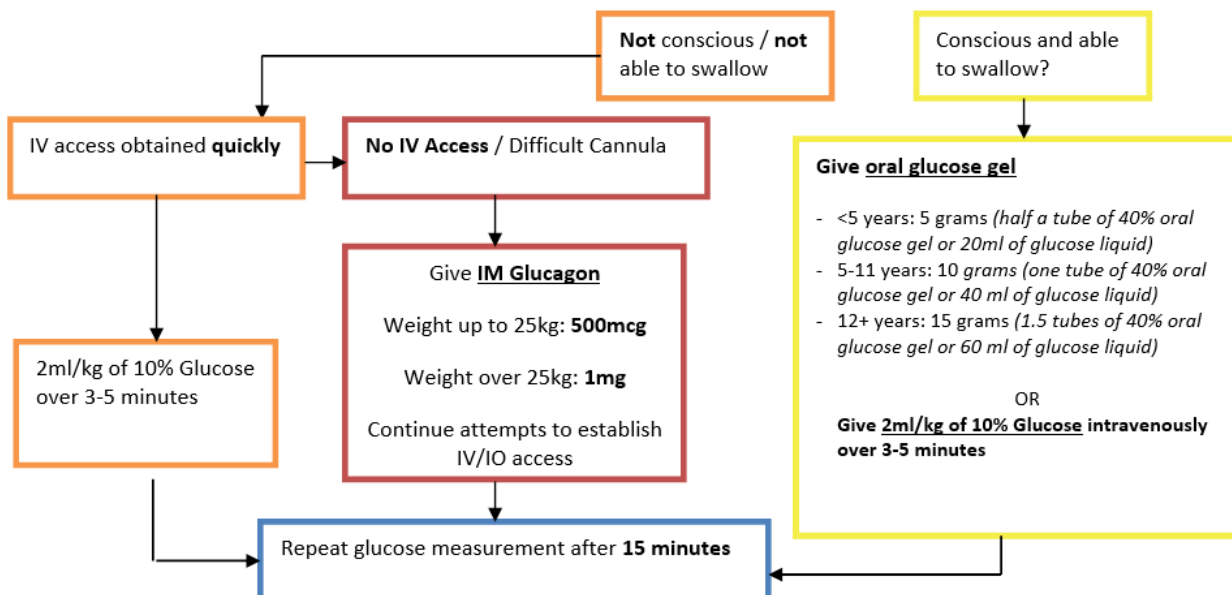 Not conscious / not
able to swallow
Conscious and able
to swallow?
IV access obtained quickly
No IV Access / Difficult Cannula
Give oral glucose gel
- <5 years: 5 grams (half a tube of 40% oral
glucose gel or 20ml of glucose liquid)
- 5-11 years: 10 grams (one tube of 40% oral
glucose gel or 40 ml of glucose liquid)
- 12+ years: 15 grams (1.5 tubes of 40% oral
glucose gel or 60 ml of glucose liquid)
OR
Give 2ml/kg of 10% Glucose intravenously
over 3-5 minutes
Give IM Glucagon
Weight up to 25kg: 500mcg
Weight over 25kg: 1mg
Continue attempts to establish
IV/IO access
2ml/kg of 10% Glucose
over 3-5 minutes
Repeat glucose measurement after 15 minutes